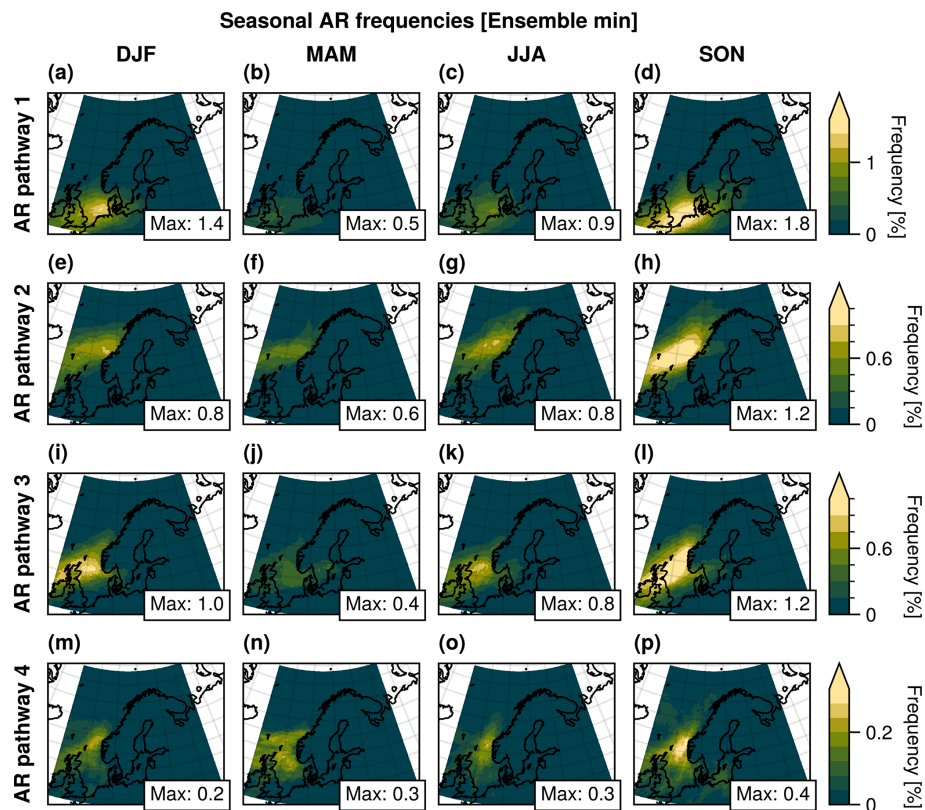 Seasonal AR frequencies [Ensemble min]
DJF MAM JJA SON
(a) (b) (c) (d)
AR pathway 1
Max: 1.4 Max: 0.5 Max: 0.9 Max: 1.8
1
0
Frequency [%]
(e) (f) (g) (h)
AR pathway 2
Max: 0.8 Max: 0.6 Max: 0.8 Max: 1.2
0.6
0
Frequency [%]
(i) (j) (k) (l)
AR pathway 3
Max: 1.0 Max: 0.4 Max: 0.8 Max: 1.2
0.6
0
Frequency [%]
(m) (n) (o) (p)
AR pathway 4
Max: 0.2 Max: 0.3 Max: 0.3 Max: 0.4
0.2
0
Frequency [%]